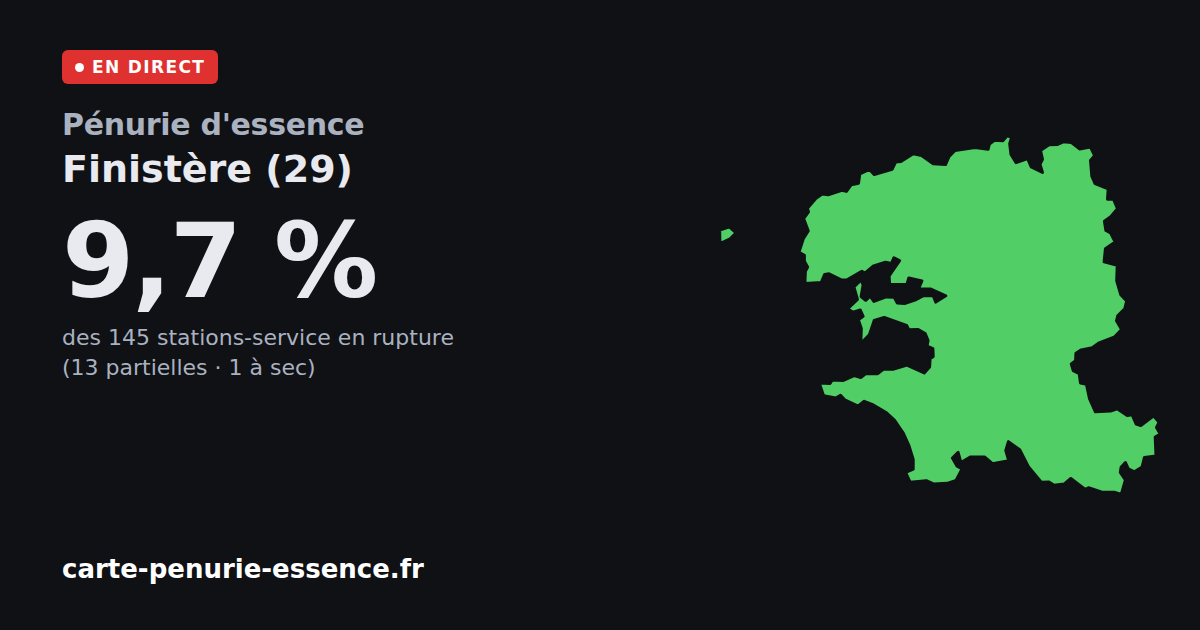 EN DIRECT
Pénurie d'essence
Finistère (29)
9,7 %
des 145 stations-service en rupture
(13 partielles · 1 à sec)
carte-penurie-essence.fr